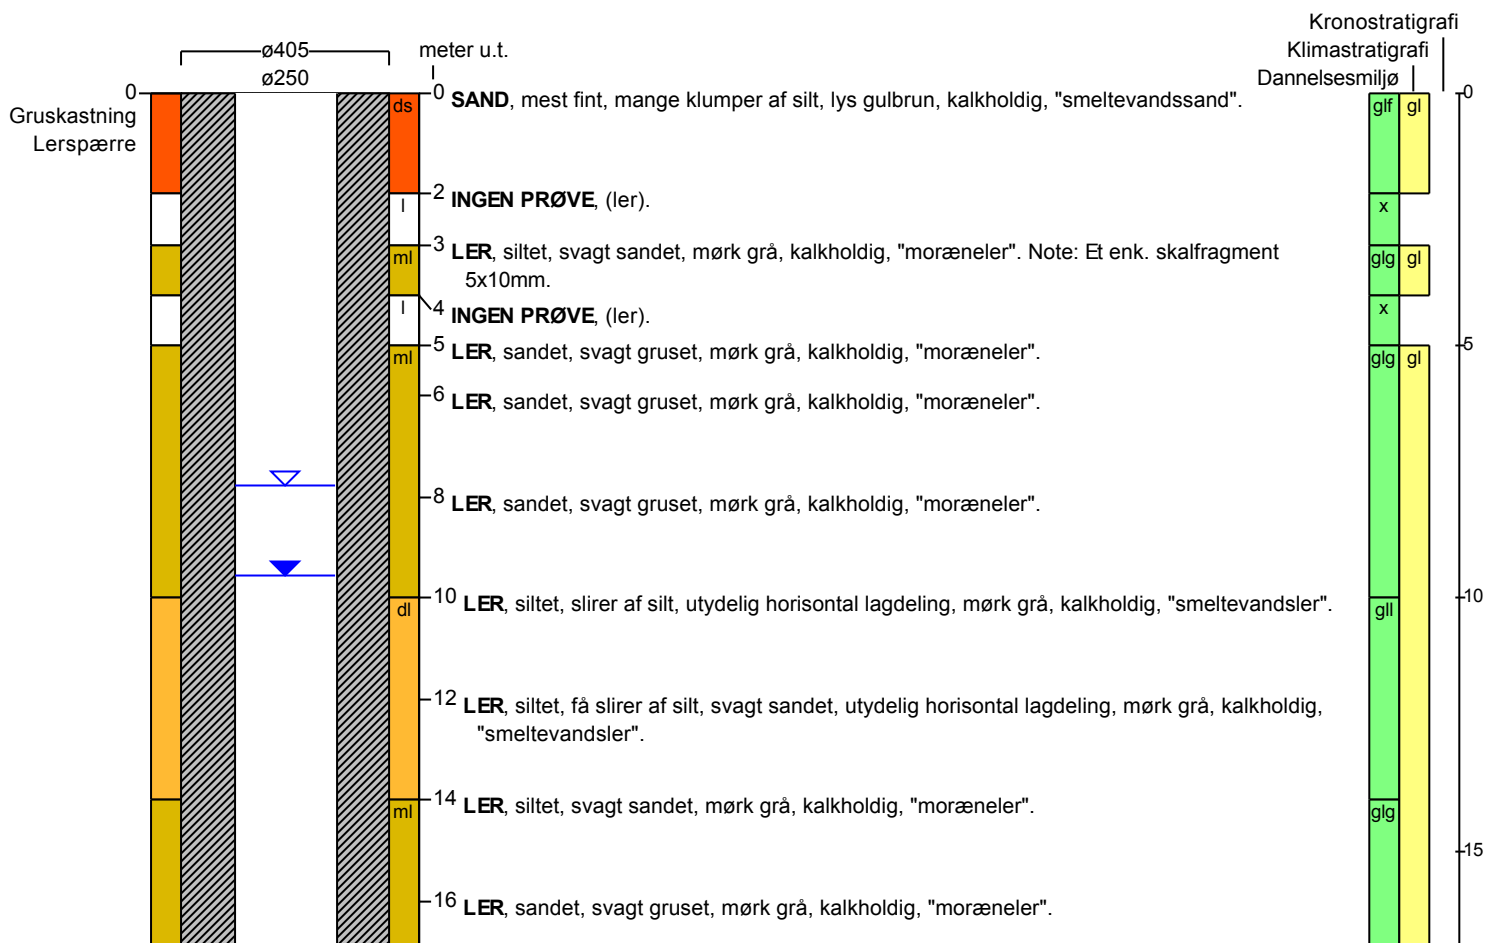 Kronostratigrafi
ø405
meter u.t.
Klimastratigrafi
ø250
Dannelsesmiljø
0
0 SAND, mest fint, mange klumper af silt, lys gulbrun, kalkholdig, "smeltevandssand".
0
Gruskastning
ds
glf
gl
Lerspærre
2 INGEN PRØVE, (ler).
l
x
3 LER, siltet, svagt sandet, mørk grå, kalkholdig, "moræneler". Note: Et enk. skalfragment
5x10mm.
ml
glg
gl
4 INGEN PRØVE, (ler).
l
x
5 LER, sandet, svagt gruset, mørk grå, kalkholdig, "moræneler".
5
ml
glg
gl
6 LER, sandet, svagt gruset, mørk grå, kalkholdig, "moræneler".
8 LER, sandet, svagt gruset, mørk grå, kalkholdig, "moræneler".
10 LER, siltet, slirer af silt, utydelig horisontal lagdeling, mørk grå, kalkholdig, "smeltevandsler".
10
dl
gll
12 LER, siltet, få slirer af silt, svagt sandet, utydelig horisontal lagdeling, mørk grå, kalkholdig,
"smeltevandsler".
14 LER, siltet, svagt sandet, mørk grå, kalkholdig, "moræneler".
ml
glg
15
16 LER, sandet, svagt gruset, mørk grå, kalkholdig, "moræneler".